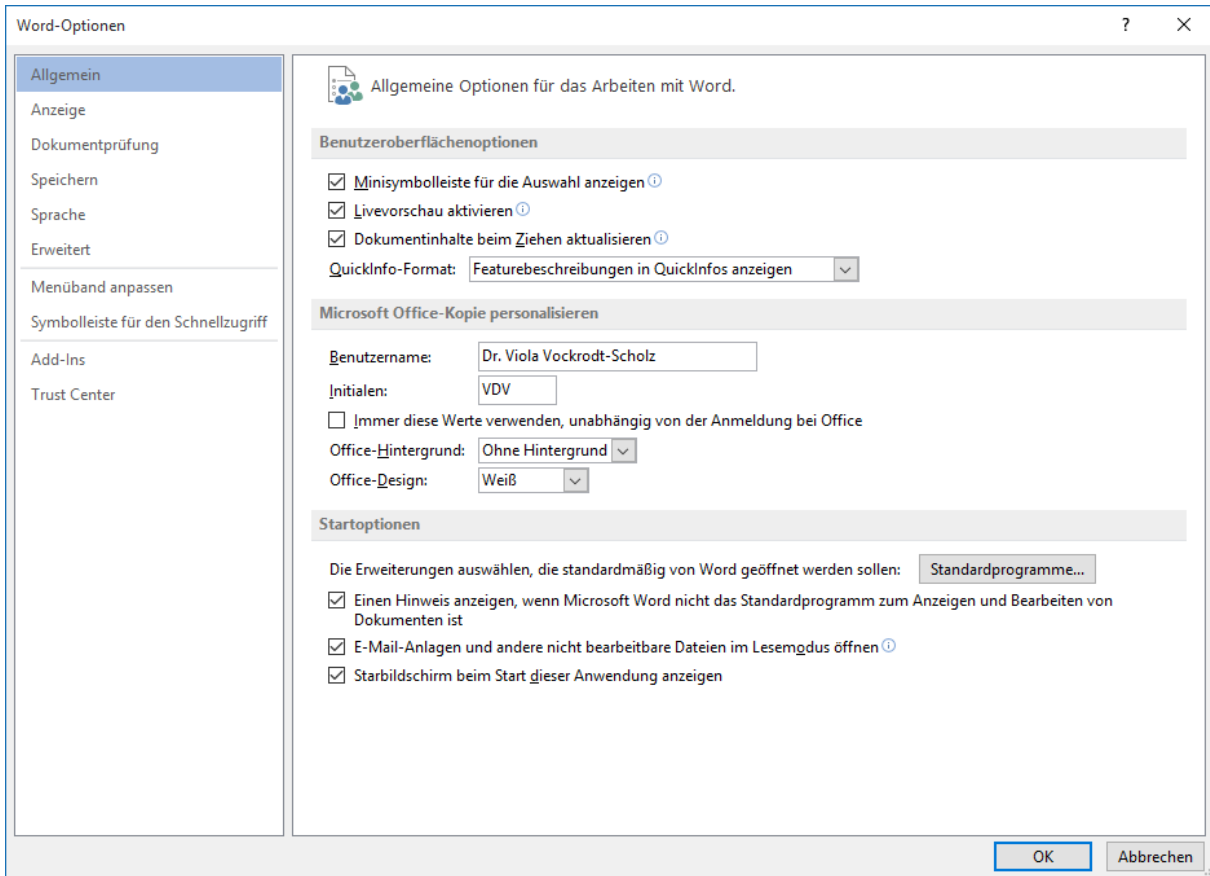 Word-Optionen
?
Allgemein
Anzeige
Dokumentprüfung
Speichern
Sprache
Erweitert
Menüband anpassen
Symbolleiste für den Schnellzugriff
Add-Ins
Trust Center
Allgemeine Optionen für das Arbeiten mit Word.
Benutzeroberflächenoptionen
Minisymbolleiste für die Auswahl anzeigen
Livevorschau aktivieren
Dokumentinhalte beim Ziehen aktualisieren
QuickInfo-Format: Featurebeschreibungen in QuickInfos anzeigen
Microsoft Office-Kopie personalisieren
Benutzername: Dr. Viola Vockrodt-Scholz
Initialen: VDV
Immer diese Werte verwenden, unabhängig von der Anmeldung bei Office
Office-Hintergrund: Ohne Hintergrund
Office-Design: Weiß
Startoptionen
Die Erweiterungen auswählen, die standardmäßig von Word geöffnet werden sollen: Standardprogramme...
Einen Hinweis anzeigen, wenn Microsoft Word nicht das Standardprogramm zum Anzeigen und Bearbeiten von
Dokumenten ist
E-Mail-Anlagen und andere nicht bearbeitbare Dateien im Lesemodus öffnen
Starbildschirm beim Start dieser Anwendung anzeigen
OK Abbrechen